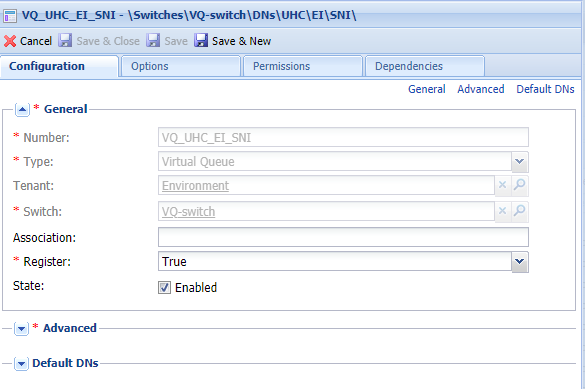 VQ_UHC_EI_SNI - \Switches\VQ-switch\DNs\UHC\EI\SNI\
Cancel Save & Close Save Save & New
Configuration Options Permissions Dependencies
General Advanced Default DNs
* General
* Number: VQ_UHC_EI_SNI
* Type: Virtual Queue
Tenant: Environment
* Switch: VQ-switch
Association:
* Register: True
State: Enabled
* Advanced
Default DNs